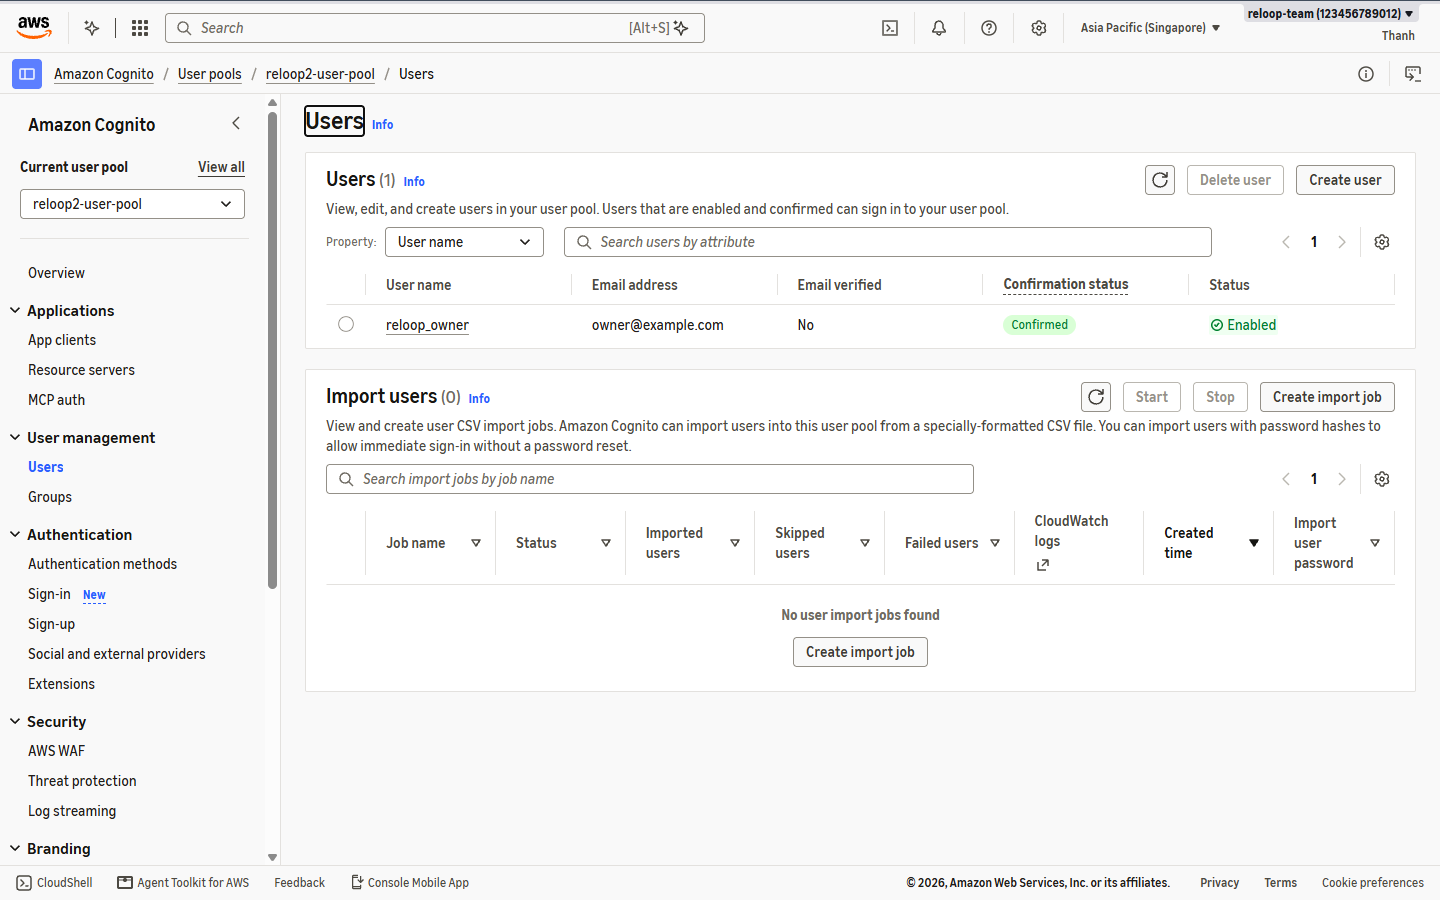 aws
Search
[Alt+S]
Asia Pacific (Singapore)
reloop-team (123456789012)
Thanh
Amazon Cognito / User pools / reloop2-user-pool / Users
Amazon Cognito
Current user pool
View all
reloop2-user-pool
Overview
Applications
App clients
Resource servers
MCP auth
User management
Users
Groups
Authentication
Authentication methods
Sign-in New
Sign-up
Social and external providers
Extensions
Security
AWS WAF
Threat protection
Log streaming
Branding
Users Info
Users (1) Info
Delete user
Create user
View, edit, and create users in your user pool. Users that are enabled and confirmed can sign in to your user pool.
Property:
User name
Search users by attribute
1
User name
Email address
Email verified
Confirmation status
Status
reloop_owner
owner@example.com
No
Confirmed
Enabled
Import users (0) Info
Start
Stop
Create import job
View and create user CSV import jobs. Amazon Cognito can import users into this user pool from a specially-formatted CSV file. You can import users with password hashes to
allow immediate sign-in without a password reset.
Search import jobs by job name
1
Job name
Status
Imported
users
Skipped
users
Failed users
CloudWatch
logs
Created
time
Import
user
password
No user import jobs found
Create import job
CloudShell
Agent Toolkit for AWS
Feedback
Console Mobile App
© 2026, Amazon Web Services, Inc. or its affiliates.
Privacy
Terms
Cookie preferences